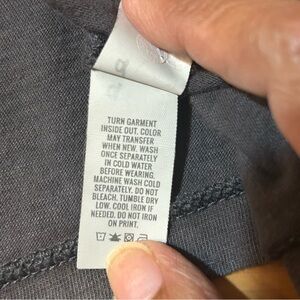 TURN GARMENT
INSIDE OUT. COLOR
MAY TRANSFER
WHEN NEW. WASH
ONCE SEPARATELY
IN COLD WATER
BEFORE WEARING.
MACHINE WASH COLD
SEPARATELY. DO NOT
BLEACH. TUMBLE DRY
LOW. COOL IRON IF
NEEDED. DO NOT IRON
ON PRINT.